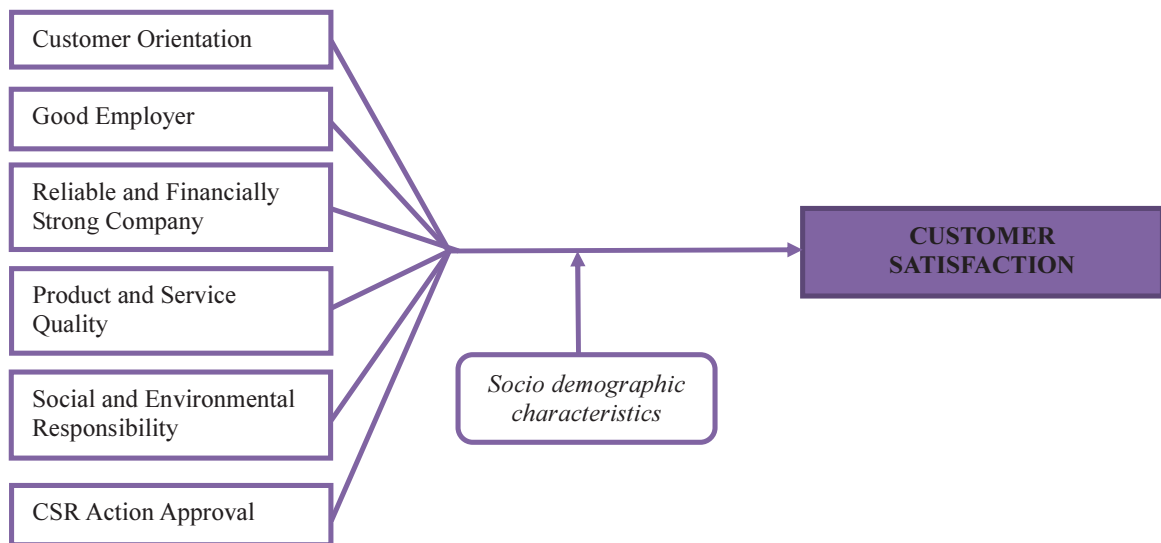 Customer Orientation
Good Employer
Reliable and Financially
Strong Company
Product and Service
Quality
Social and Environmental
Responsibility
CSR Action Approval
Socio demographic
characteristics
CUSTOMER
SATISFACTION